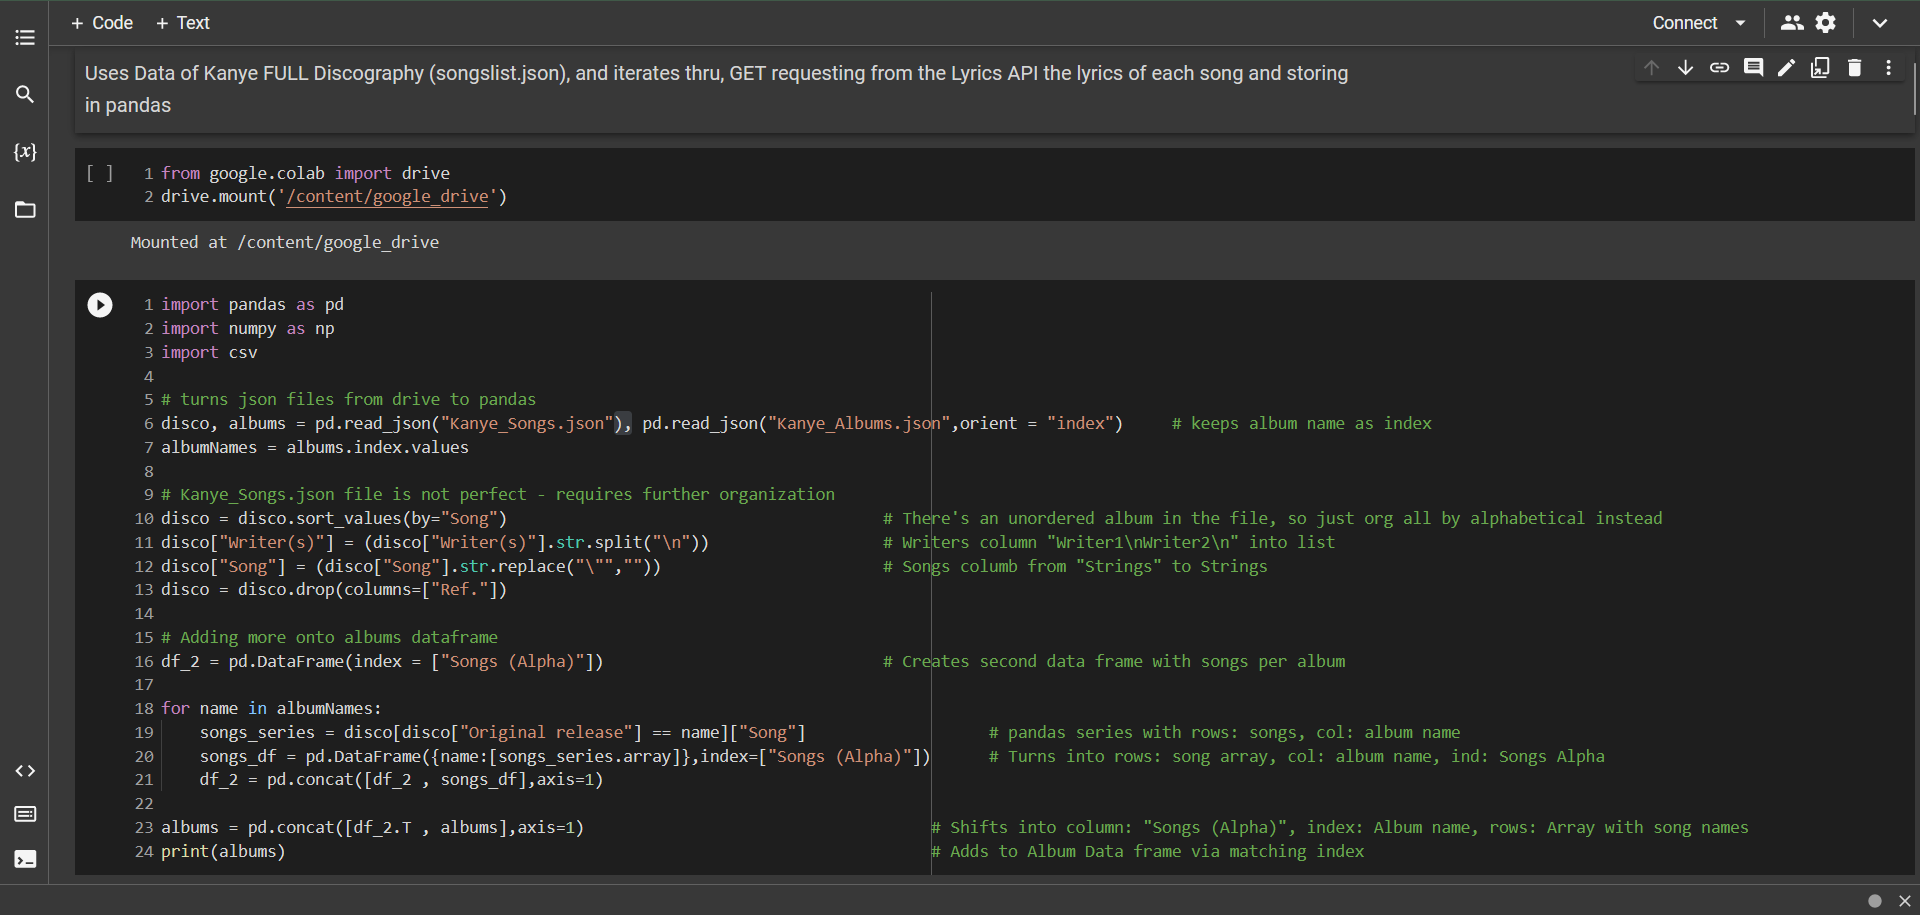 + Code + Text Connect
Uses Data of Kanye FULL Discography (songslist.json), and iterates thru, GET requesting from the Lyrics API the lyrics of each song and storing
in pandas
{x}
[ ] 1 from google.colab import drive
2 drive.mount('/content/google_drive')
Mounted at /content/google_drive
1 import pandas as pd
2 import numpy as np
3 import csv
4
5 # turns json files from drive to pandas
6 disco, albums = pd.read_json("Kanye_Songs.json"), pd.read_json("Kanye_Albums.json",orient = "index") # keeps album name as index
7 albumNames = albums.index.values
8
9 # Kanye_Songs.json file is not perfect - requires further organization
10 disco = disco.sort_values(by="Song") # There's an unordered album in the file, so just org all by alphabetical instead
11 disco["Writer(s)"] = (disco["Writer(s)"].str.split("\n")) # Writers column "Writer1\nWriter2\n" into list
12 disco["Song"] = (disco["Song"].str.replace("\"","")) # Songs columb from "Strings" to Strings
13 disco = disco.drop(columns=["Ref."])
14
15 # Adding more onto albums dataframe
16 df_2 = pd.DataFrame(index = ["Songs (Alpha)"]) # Creates second data frame with songs per album
17
18 for name in albumNames:
19 songs_series = disco[disco["Original release"] == name]["Song"] # pandas series with rows: songs, col: album name
20 songs_df = pd.DataFrame({name:[songs_series.array]},index=["Songs (Alpha)"]) # Turns into rows: song array, col: album name, ind: Songs Alpha
21 df_2 = pd.concat([df_2 , songs_df],axis=1)
22
23 albums = pd.concat([df_2.T , albums],axis=1) # Shifts into column: "Songs (Alpha)", index: Album name, rows: Array with song names
24 print(albums) # Adds to Album Data frame via matching index